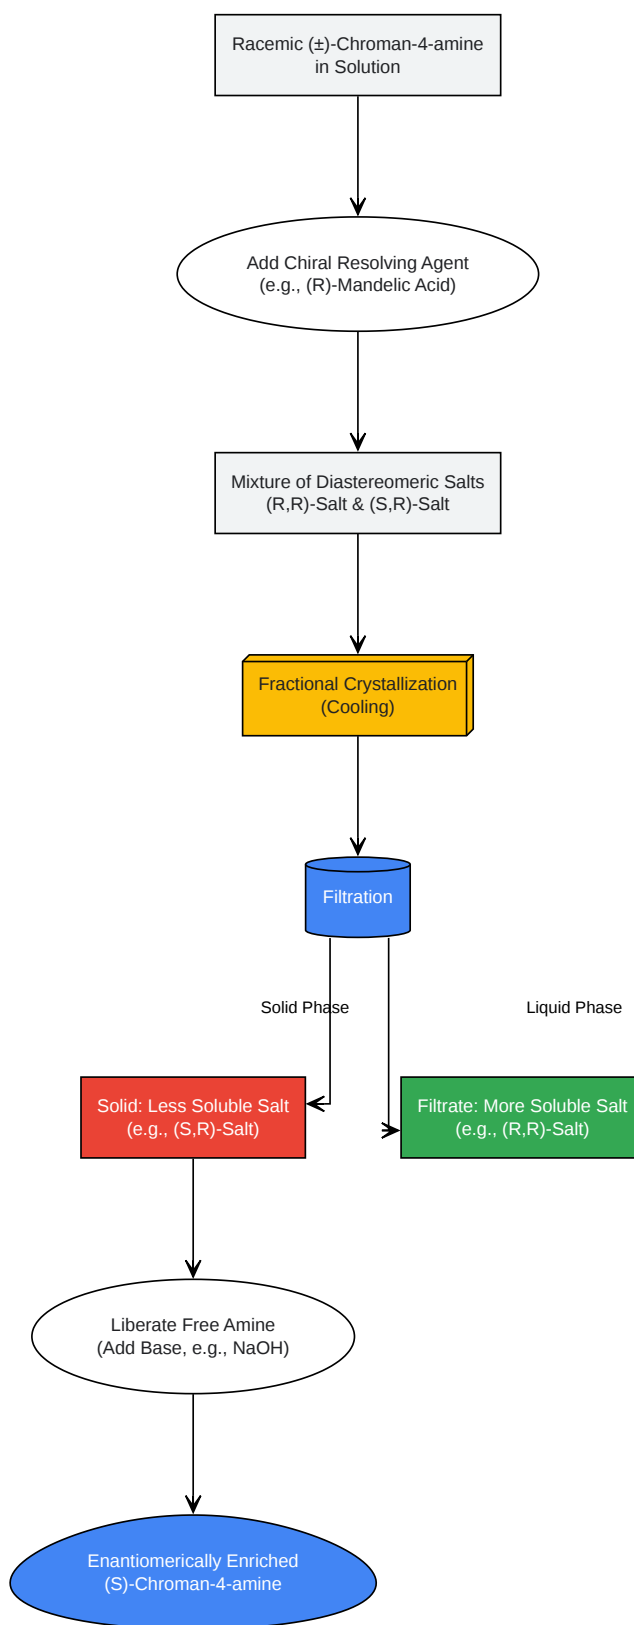 Racemic (±)-Chroman-4-amine
in Solution
Add Chiral Resolving Agent
(e.g., (R)-Mandelic Acid)
Mixture of Diastereomeric Salts
(R,R)-Salt & (S,R)-Salt
Fractional Crystallization
(Cooling)
Filtration
Solid Phase
Liquid Phase
Solid: Less Soluble Salt
(e.g., (S,R)-Salt)
Filtrate: More Soluble Salt
(e.g., (R,R)-Salt)
Liberate Free Amine
(Add Base, e.g., NaOH)
Enantiomerically Enriched
(S)-Chroman-4-amine